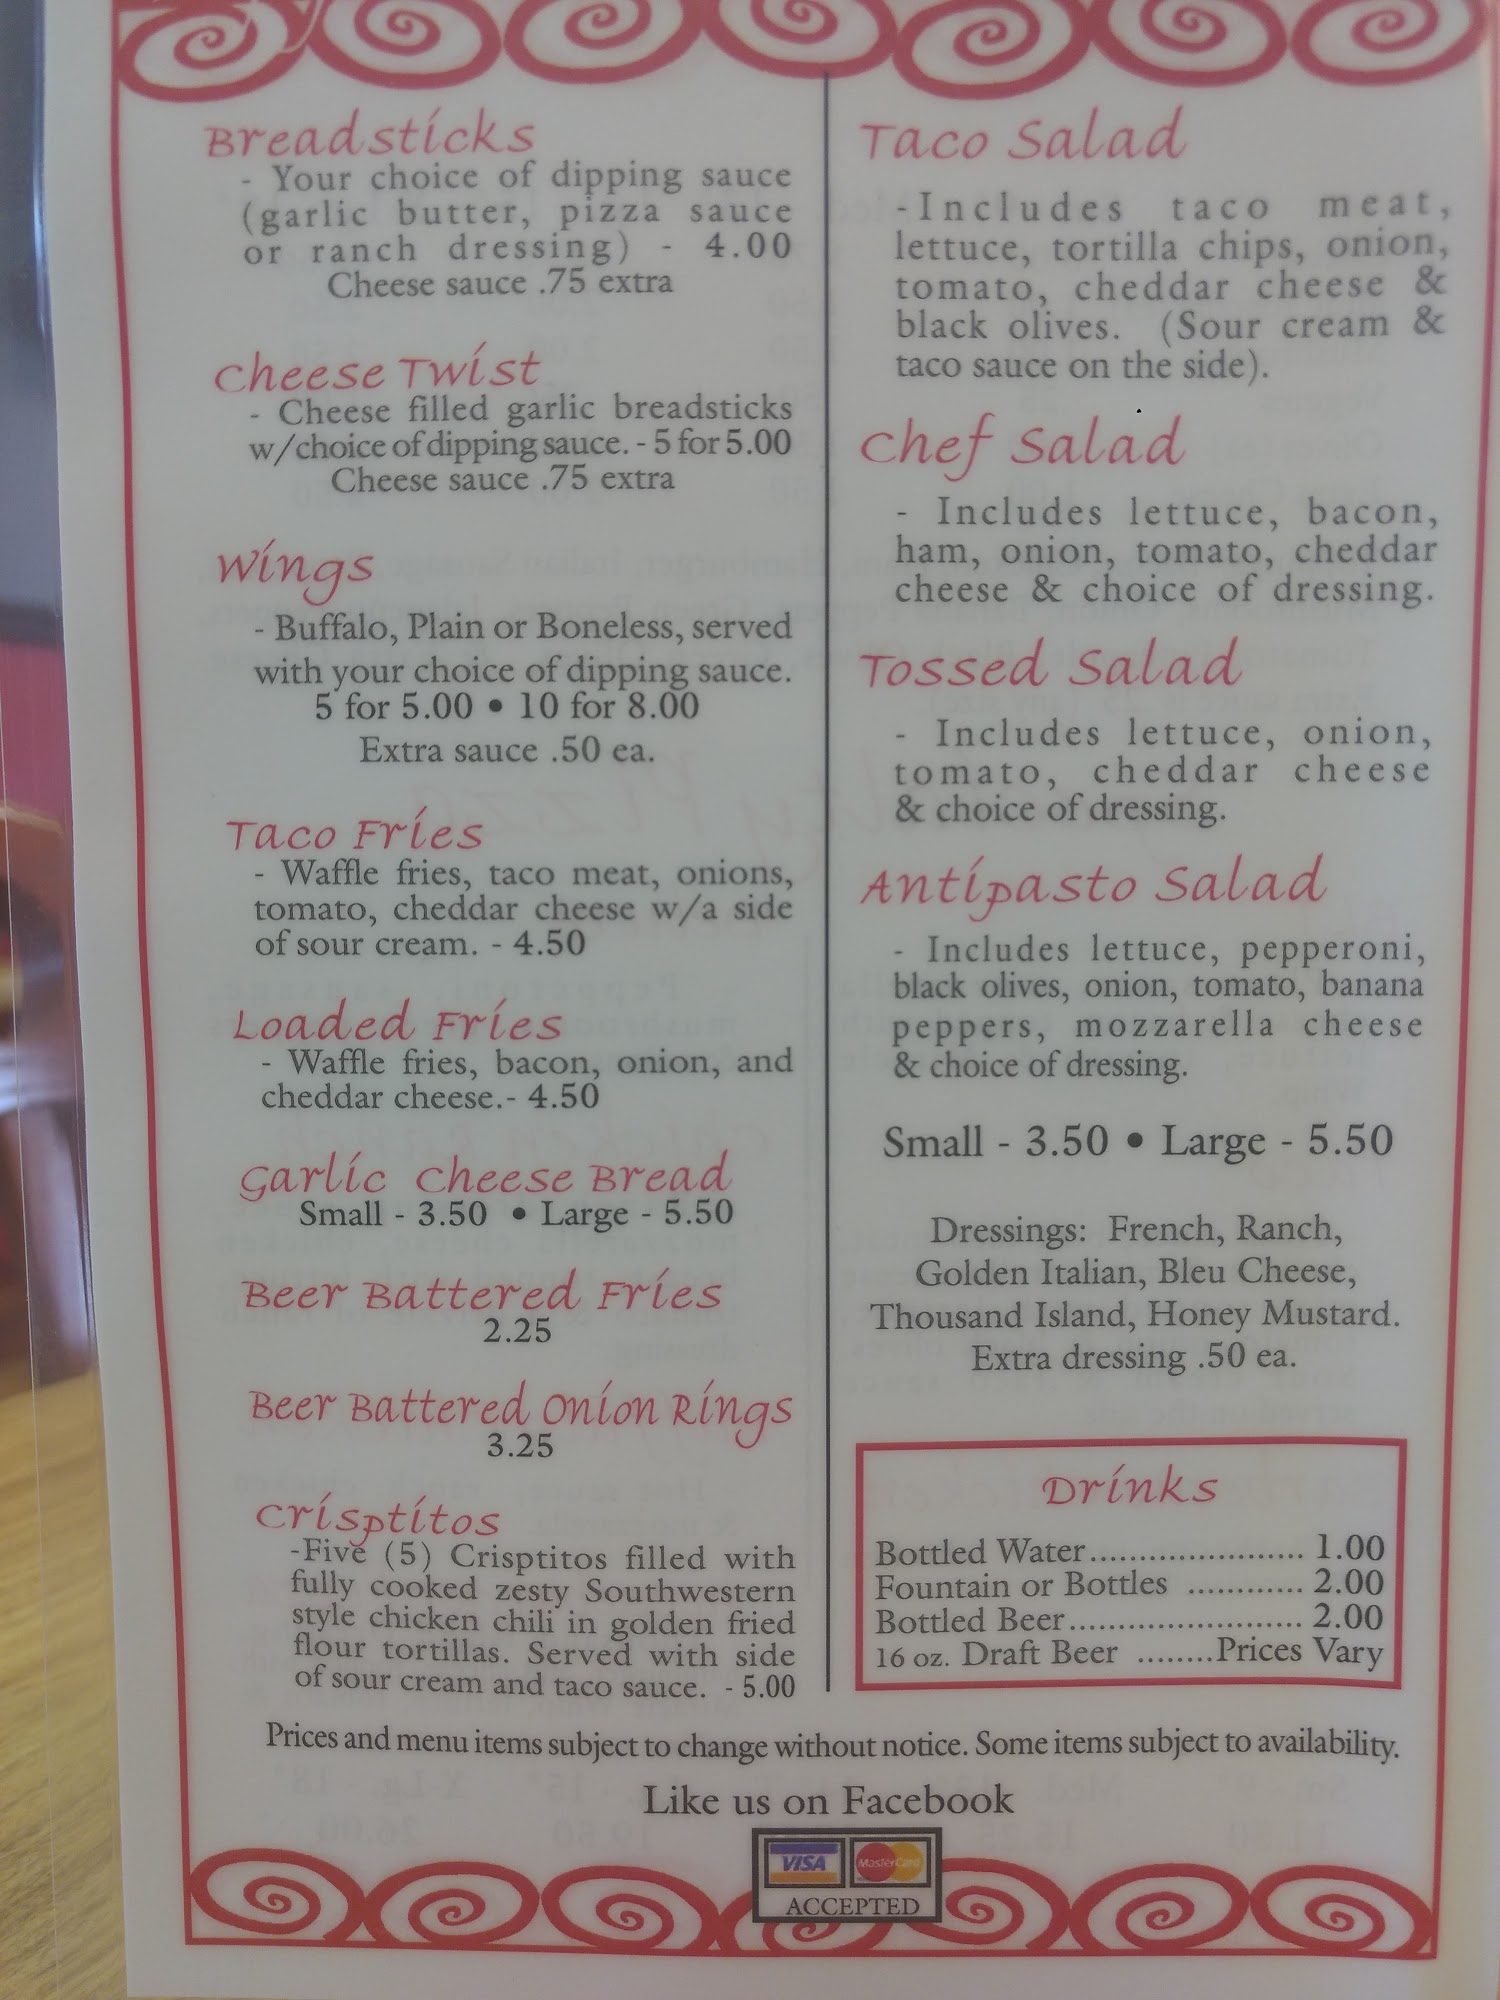 Breadsticks
- Your choice of dipping sauce
(garlic butter, pizza sauce
or ranch dressing) - 4.00
Cheese sauce .75 extra
Cheese Twist
- Cheese filled garlic breadsticks
w/choice of dipping sauce. - 5 for 5.00
Cheese sauce .75 extra
Wings
- Buffalo, Plain or Boneless, served
with your choice of dipping sauce.
5 for 5.00 • 10 for 8.00
Extra sauce .50 ea.
Taco Fries
- Waffle fries, taco meat, onions,
tomato, cheddar cheese w/a side
of sour cream. - 4.50
Loaded Fries
- Waffle fries, bacon, onion, and
cheddar cheese.- 4.50
Garlic Cheese Bread
Small - 3.50 • Large - 5.50
Beer Battered Fries
2.25
Beer Battered Onion Rings
3.25
Crisptitos
-Five (5) Crisptitos filled with
fully cooked zesty Southwestern
style chicken chili in golden fried
flour tortillas. Served with side
of sour cream and taco sauce. - 5.00
Taco Salad
-Includes taco meat,
lettuce, tortilla chips, onion,
tomato, cheddar cheese &
black olives. (Sour cream &
taco sauce on the side).
Chef Salad
- Includes lettuce, bacon,
ham, onion, tomato, cheddar
cheese & choice of dressing.
Tossed Salad
- Includes lettuce, onion,
tomato, cheddar cheese
& choice of dressing.
Antipasto Salad
- Includes lettuce, pepperoni,
black olives, onion, tomato, banana
peppers, mozzarella cheese
& choice of dressing.
Small - 3.50 • Large - 5.50
Dressings: French, Ranch,
Golden Italian, Bleu Cheese,
Thousand Island, Honey Mustard.
Extra dressing .50 ea.
Drinks
Bottled Water...................... 1.00
Fountain or Bottles ............ 2.00
Bottled Beer........................ 2.00
16 oz. Draft Beer ........Prices Vary
Prices and menu items subject to change without notice. Some items subject to availability.
Like us on Facebook
VISA MasterCard
ACCEPTED